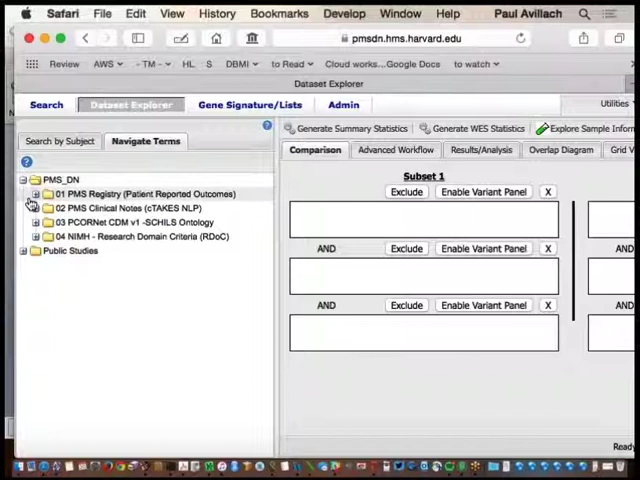 Safari File Edit View History Bookmarks Develop Window Help Paul Avillach
pmsdn.hms.harvard.edu
Review AWS - TM - HL S DBMI to Read Cloud works...Google Docs to watch
Dataset Explorer
Search Dataset Explorer Gene Signature/Lists Admin Utilities
Search by Subject Navigate Terms
Generate Summary Statistics Generate WES Statistics Explore Sample Inform
Comparison Advanced Workflow Results/Analysis Overlap Diagram Grid V
PMS_DN
01 PMS Registry (Patient Reported Outcomes)
02 PMS Clinical Notes (cTAKES NLP)
03 PCORNet CDM v1 -SCHILS Ontology
04 NIMH - Research Domain Criteria (RDoC)
Public Studies
Subset 1
Exclude Enable Variant Panel X
AND Exclude Enable Variant Panel X
AND Exclude Enable Variant Panel X
Ready